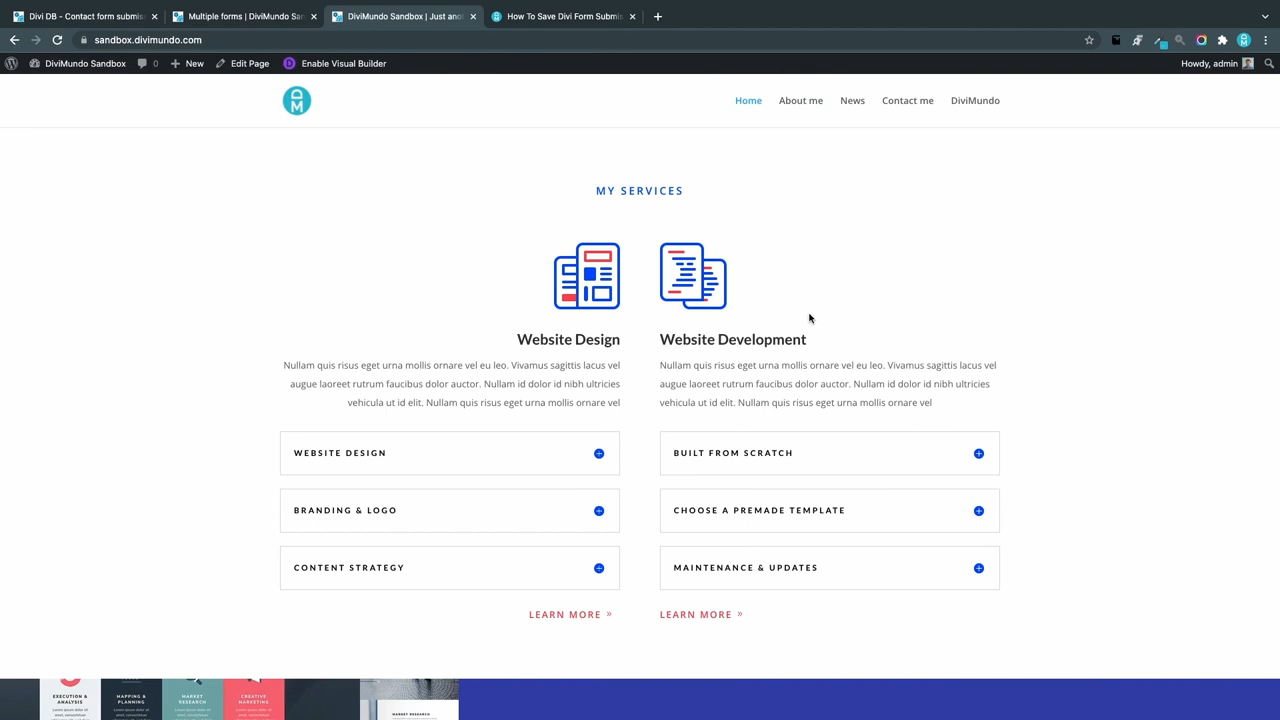 Divi DB - Contact form submis
Multiple forms | DiviMundo San
DiviMundo Sandbox | Just ano
How To Save Divi Form Submis
sandbox.divimundo.com
DiviMundo Sandbox
0
New
Edit Page
D
Enable Visual Builder
Howdy, admin
DM
Home
About me
News
Contact me
DiviMundo
MY SERVICES
Website Design
Nullam quis risus eget urna mollis ornare vel eu leo. Vivamus sagittis lacus vel
augue laoreet rutrum faucibus dolor auctor. Nullam id dolor id nibh ultricies
vehicula ut id elit. Nullam quis risus eget urna mollis ornare vel
WEBSITE DESIGN
BRANDING & LOGO
CONTENT STRATEGY
LEARN MORE »
Website Development
Nullam quis risus eget urna mollis ornare vel eu leo. Vivamus sagittis lacus vel
augue laoreet rutrum faucibus dolor auctor. Nullam id dolor id nibh ultricies
vehicula ut id elit. Nullam quis risus eget urna mollis ornare vel
BUILT FROM SCRATCH
CHOOSE A PREMADE TEMPLATE
MAINTENANCE & UPDATES
LEARN MORE »
EXECUTION &
ANALYSIS
MAPPING &
PLANNING
MARKET
RESEARCH
CREATIVE
MARKETING
MARKET RESEARCH